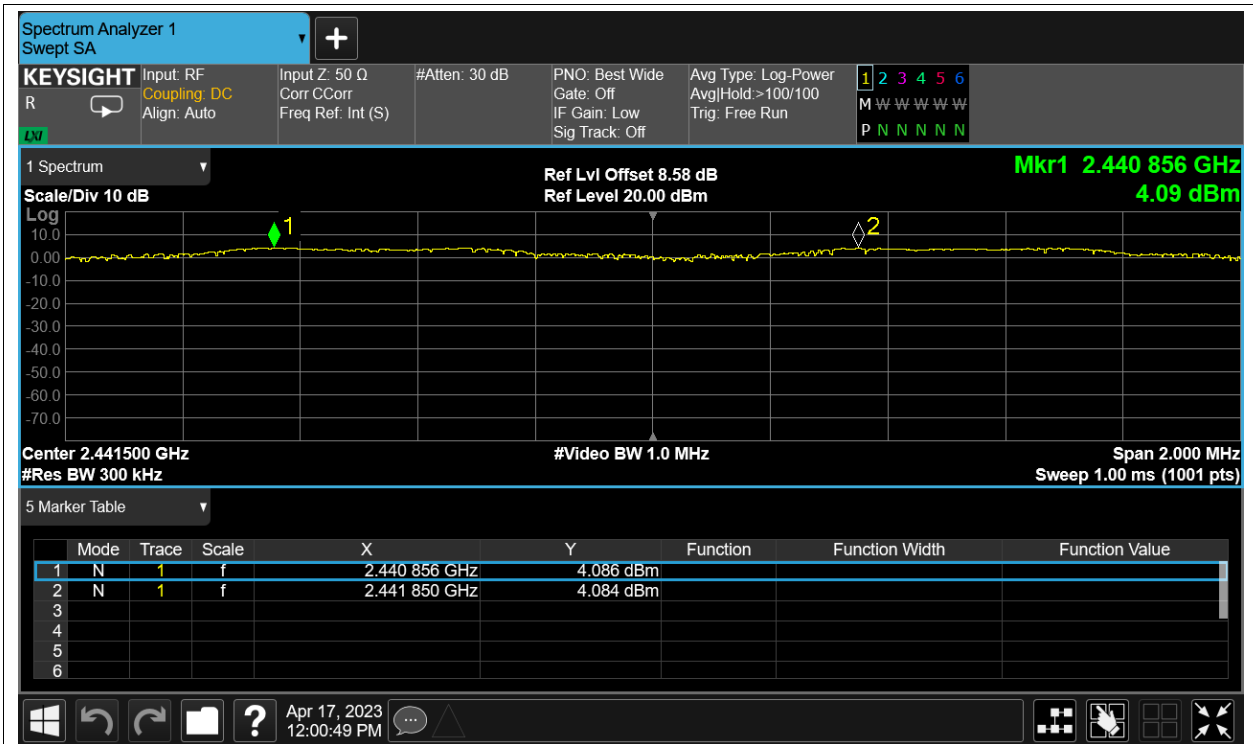 Spectrum Analyzer 1
Swept SA
KEYSIGHT
R
LXI
Input: RF
Coupling: DC
Align: Auto
Input Z: 50 Ω
Corr CCorr
Freq Ref: Int (S)
#Atten: 30 dB
PNO: Best Wide
Gate: Off
IF Gain: Low
Sig Track: Off
Avg Type: Log-Power
Avg|Hold:>100/100
Trig: Free Run
1 2 3 4 5 6
M W W W W W
P N N N N N
1 Spectrum
Scale/Div 10 dB
Ref Lvl Offset 8.58 dB
Ref Level 20.00 dBm
Mkr1 2.440 856 GHz
4.09 dBm
Log
10.0
0.00
-10.0
-20.0
-30.0
-40.0
-50.0
-60.0
-70.0
1
2
Center 2.441500 GHz
#Res BW 300 kHz
#Video BW 1.0 MHz
Span 2.000 MHz
Sweep 1.00 ms (1001 pts)
5 Marker Table
Mode Trace Scale X Y Function Function Width Function Value
1 N 1 f 2.440 856 GHz 4.086 dBm
2 N 1 f 2.441 850 GHz 4.084 dBm
3
4
5
6
Apr 17, 2023
12:00:49 PM